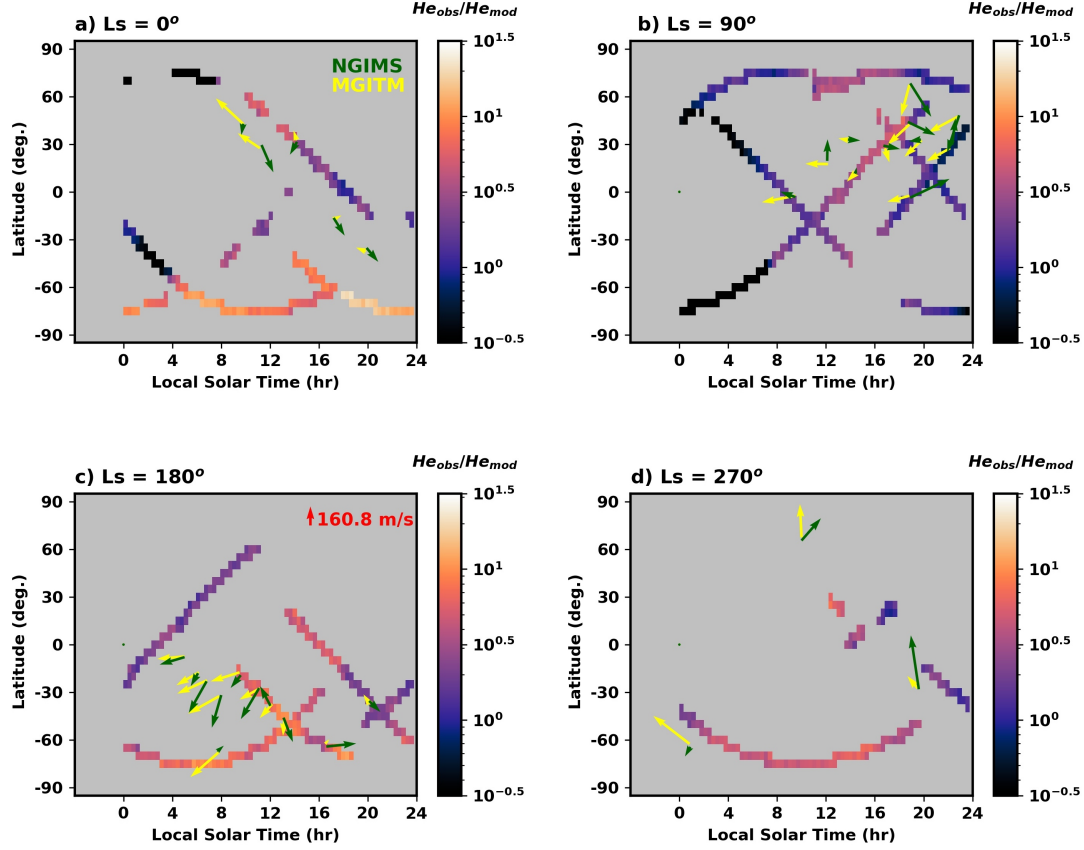 He_obs/He_mod He_obs/He_mod
a) Ls = 0^o b) Ls = 90^o
NGIMS
MGITM
90
60
30
0
-30
-60
-90
Latitude (deg.)
0 4 8 12 16 20 24
Local Solar Time (hr)
10^1.5
10^1
10^0.5
10^0
10^−0.5
90
60
30
0
-30
-60
-90
Latitude (deg.)
0 4 8 12 16 20 24
Local Solar Time (hr)
10^1.5
10^1
10^0.5
10^0
10^−0.5
He_obs/He_mod He_obs/He_mod
c) Ls = 180^o d) Ls = 270^o
160.8 m/s
90
60
30
0
-30
-60
-90
Latitude (deg.)
0 4 8 12 16 20 24
Local Solar Time (hr)
10^1.5
10^1
10^0.5
10^0
10^−0.5
90
60
30
0
-30
-60
-90
Latitude (deg.)
0 4 8 12 16 20 24
Local Solar Time (hr)
10^1.5
10^1
10^0.5
10^0
10^−0.5